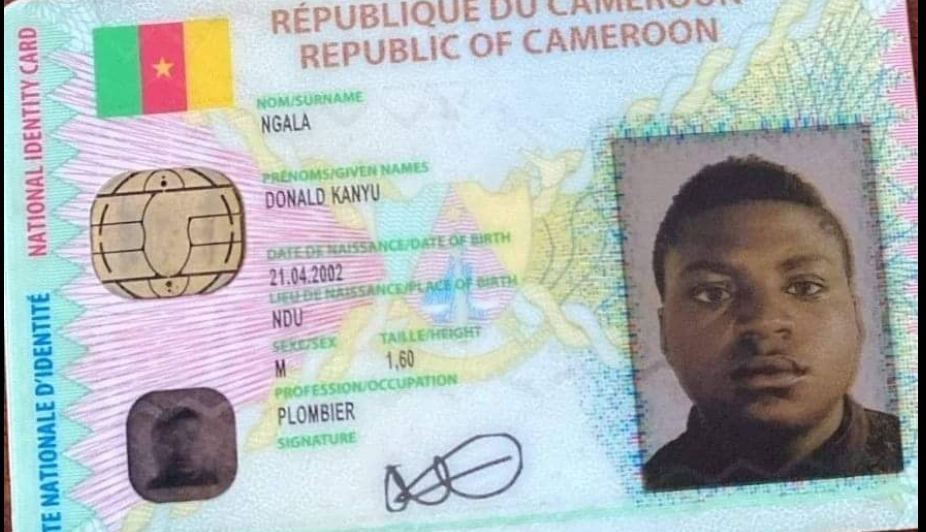 RÉPUBLIQUE DU CAMEROUN
REPUBLIC OF CAMEROON
NATIONAL IDENTITY CARD
TE NATIONALE D'IDENTITÉ
NOM/SURNAME
NGALA
PRÉNOMS/GIVEN NAMES
DONALD KANYU
DATE DE NAISSANCE/DATE OF BIRTH
21.04.2002
LIEU DE NAISSANCE/PLACE OF BIRTH
NDU
SEXE/SEX TAILLE/HEIGHT
M 1,60
PROFESSION/OCCUPATION
PLOMBIER
SIGNATURE